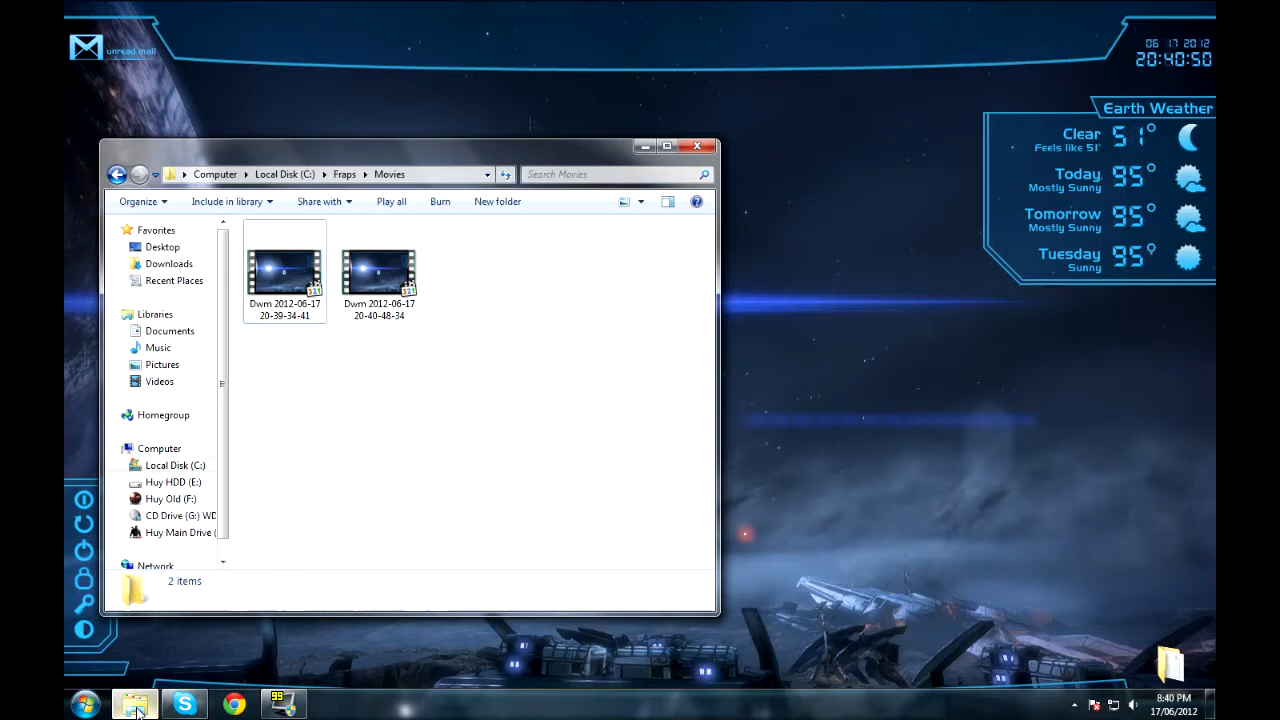 unread mail
06 17 2012
20:40:50
Earth Weather
Clear 51°
Feels like 51°
Today 95°
Mostly Sunny
Tomorrow 95°
Mostly Sunny
Tuesday 95°
Sunny
Computer Local Disk (C:) Fraps Movies
Search Movies
Organize Include in library Share with Play all Burn New folder
Favorites
Desktop
Downloads
Recent Places
Libraries
Documents
Music
Pictures
Videos
Homegroup
Computer
Local Disk (C:)
Huy HDD (E:)
Huy Old (F:)
CD Drive (G:) WD
Huy Main Drive (
Network
321
Dwm 2012-06-17
20-39-34-41
321
Dwm 2012-06-17
20-40-48-34
2 items
99
8:40 PM
17/06/2012